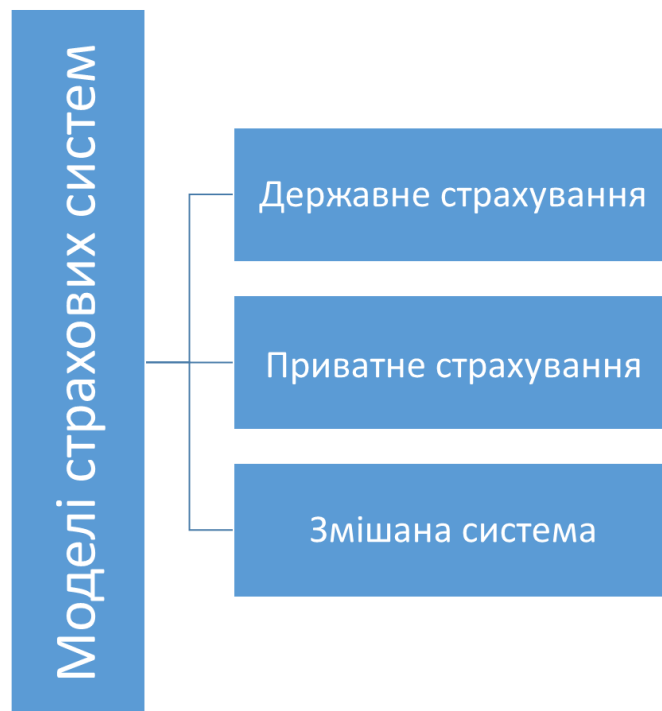 Моделі страхових систем
Державне страхування
Приватне страхування
Змішана система